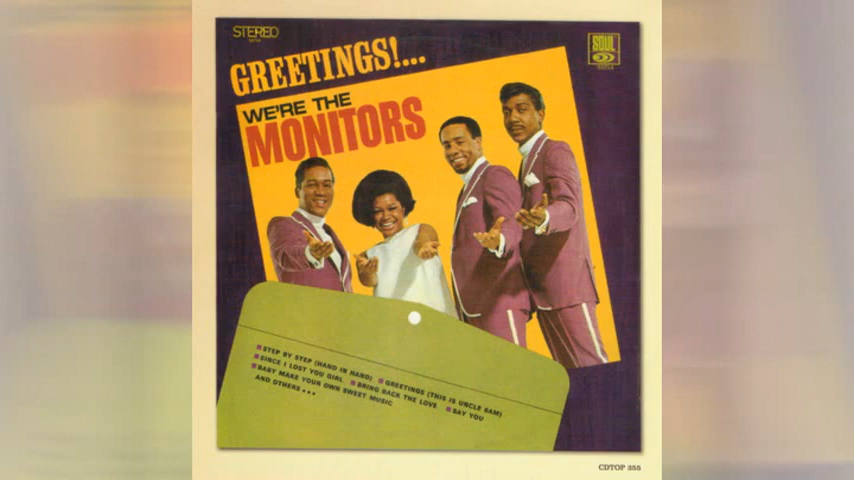 STEREO
SOUL
GREETINGS!...
WE'RE THE
MONITORS
STEP BY STEP (HAND IN HAND) GREETINGS (THIS IS UNCLE SAM)
SINCE I LOST YOU GIRL BRING BACK THE LOVE SAY YOU
BABY MAKE YOUR OWN SWEET MUSIC
AND OTHERS...
CDTOP 355